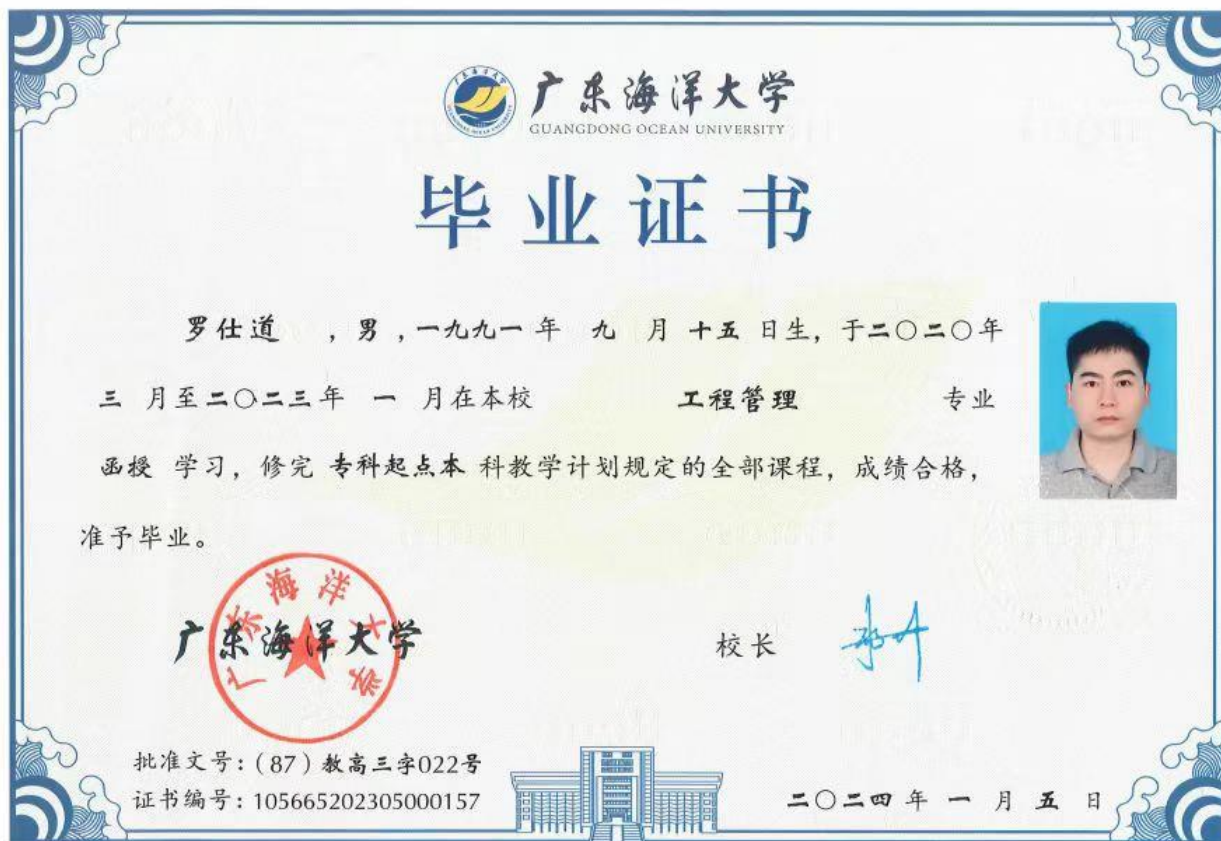 广东海洋大学
GUANGDONG OCEAN UNIVERSITY
毕业证书
罗仕道 ，男，一九九一 年 九 月 十五 日生，于二〇二〇年
三 月至二〇二三年 一 月在本校 工程管理 专业
函授 学习，修完 专科起点本 科教学计划规定的全部课程，成绩合格，
准予毕业。
广东海洋大学
广东海洋大学
校长
批准文号：(87)教高三字022号
证书编号：105665202305000157
二〇二四 年 一 月 五 日